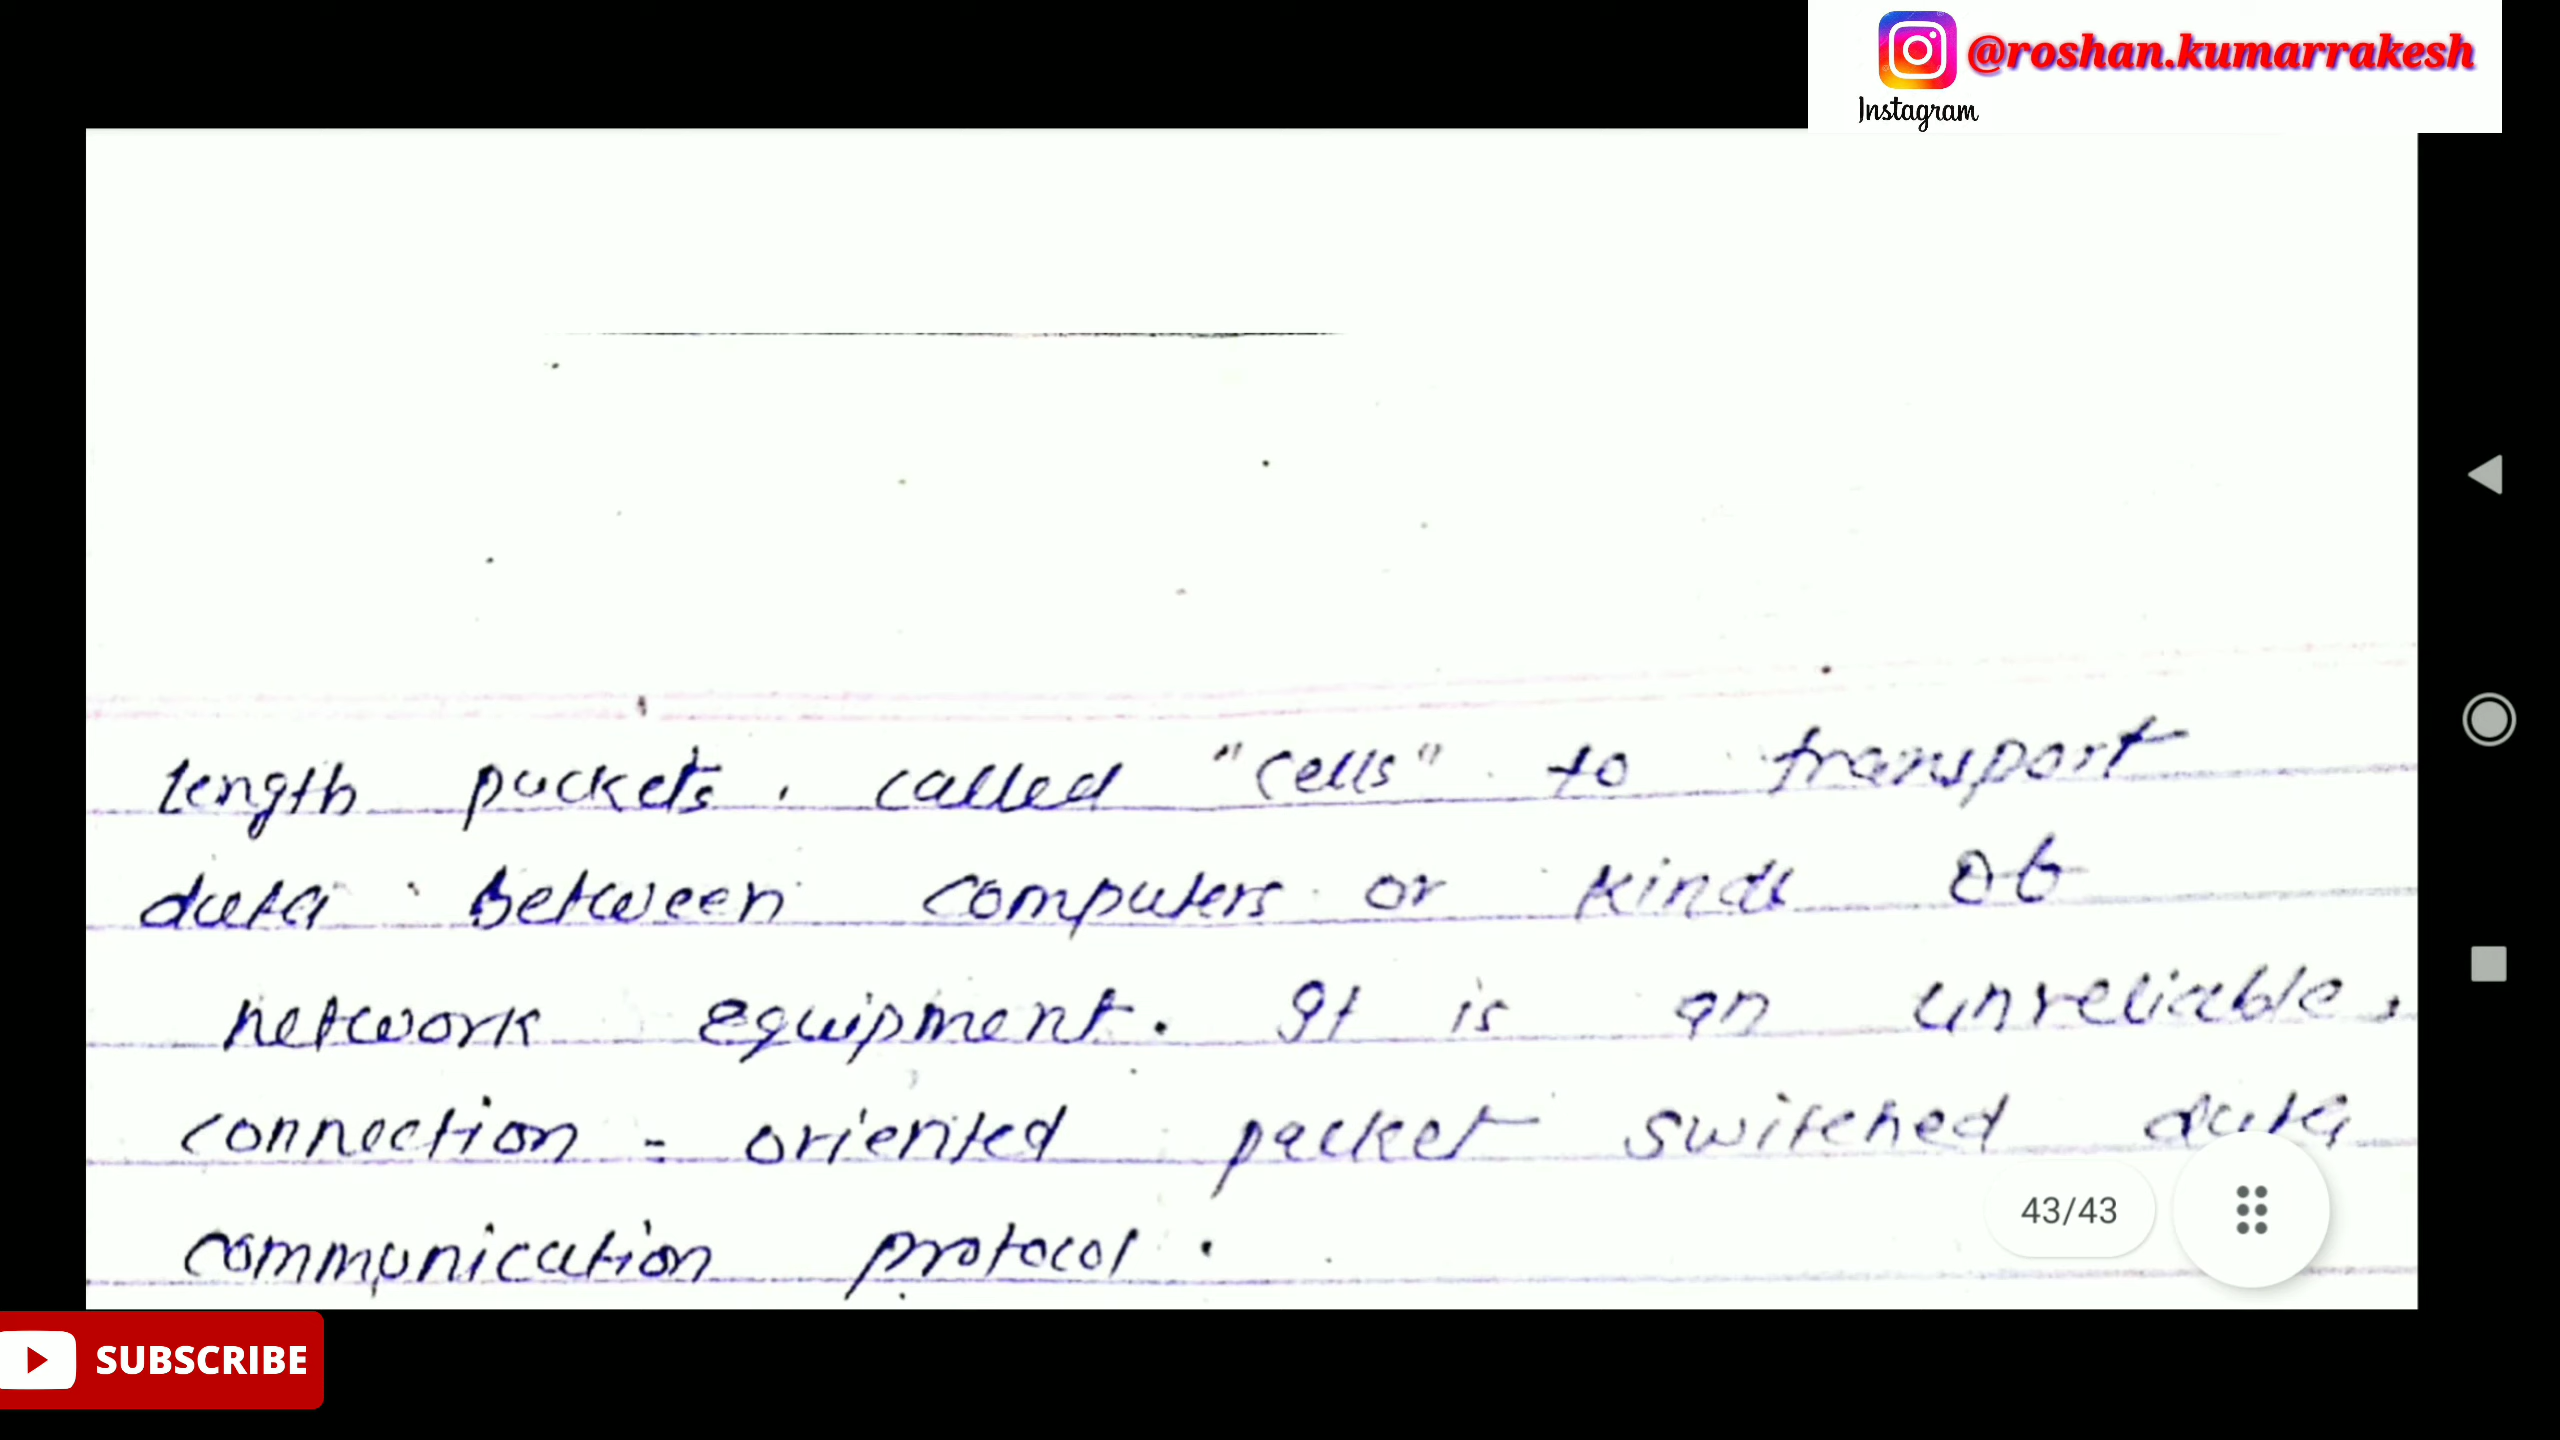 @roshan.kumarrakesh
Instagram
length packets, called "cells" to transport
data between computers or kinds of
network equipment. It is an unreliable,
connection - oriented packet switched data
communication protocol.
43/43
SUBSCRIBE